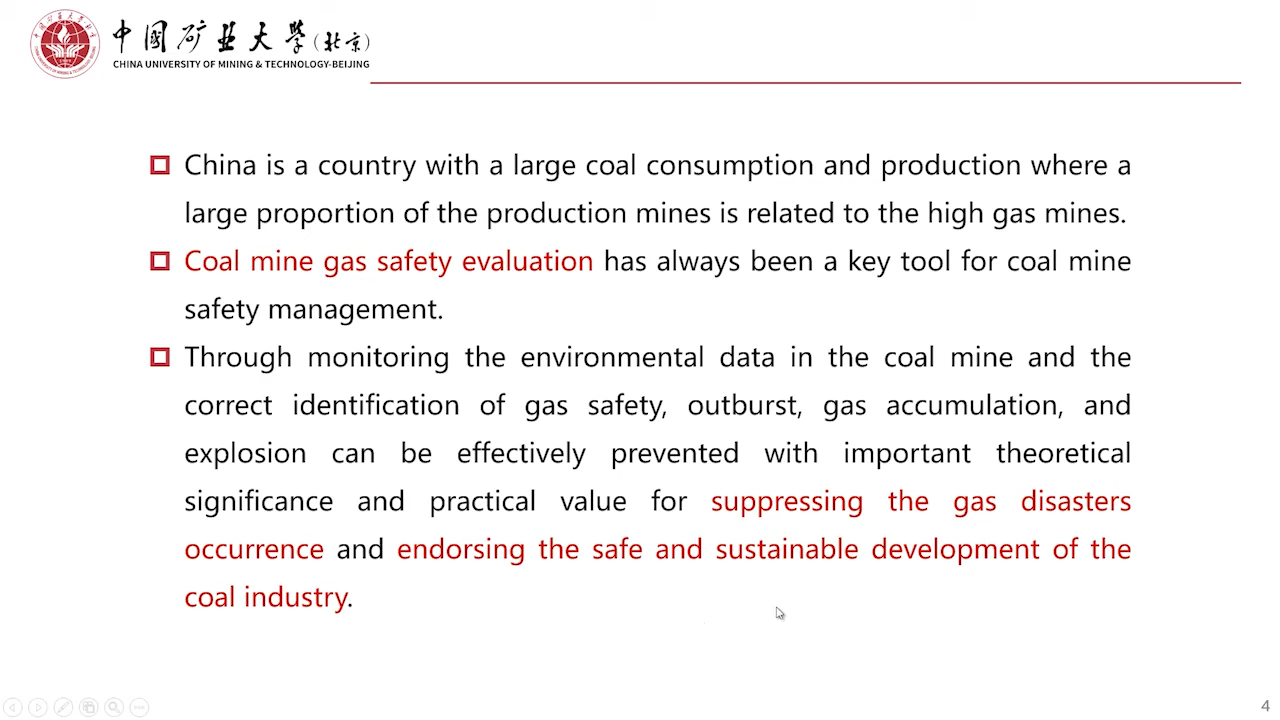 中国矿业大学(北京)
CHINA UNIVERSITY OF MINING & TECHNOLOGY-BEIJING
China is a country with a large coal consumption and production where a
large proportion of the production mines is related to the high gas mines.
Coal mine gas safety evaluation has always been a key tool for coal mine
safety management.
Through monitoring the environmental data in the coal mine and the
correct identification of gas safety, outburst, gas accumulation, and
explosion can be effectively prevented with important theoretical
significance and practical value for suppressing the gas disasters
occurrence and endorsing the safe and sustainable development of the
coal industry.
4